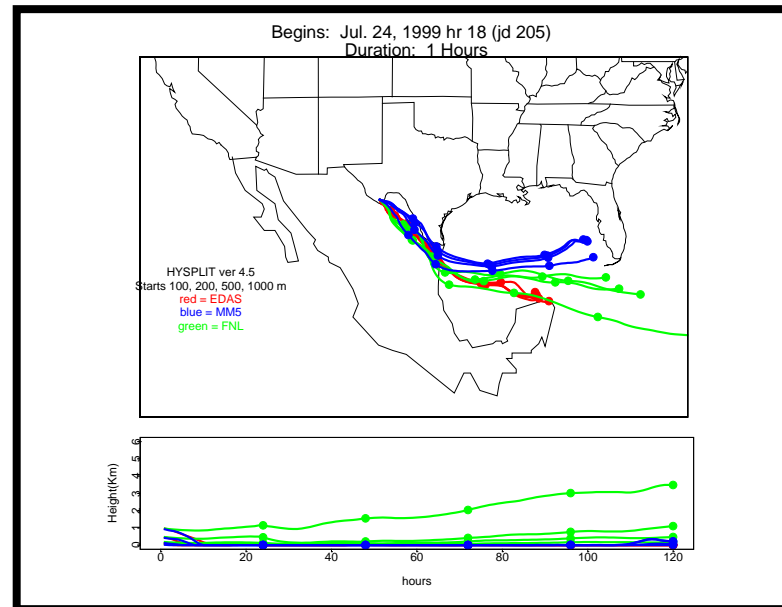 Begins: Jul. 24, 1999 hr 18 (jd 205)
Duration: 1 Hours
HYSPLIT ver 4.5
Starts 100, 200, 500, 1000 m
red = EDAS
blue = MM5
green = FNL
Height(Km)
6
5
4
3
2
1
0
0 20 40 60 80 100 120
hours